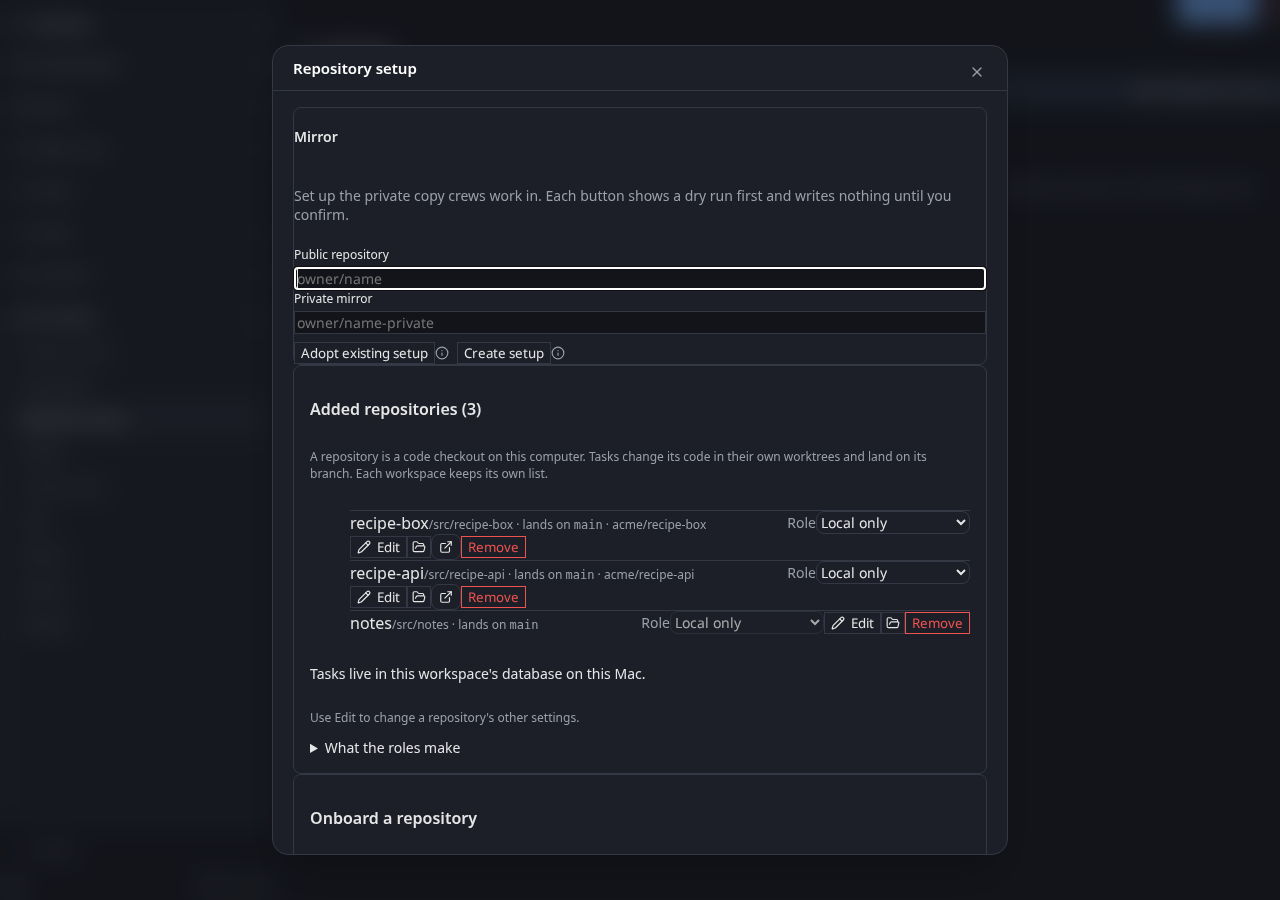 Repository setup
Mirror
Set up the private copy crews work in. Each button shows a dry run first and writes nothing until you
confirm.
Public repository
owner/name
Private mirror
owner/name-private
Adopt existing setup Create setup
Added repositories (3)
A repository is a code checkout on this computer. Tasks change its code in their own worktrees and land on its
branch. Each workspace keeps its own list.
recipe-box/src/recipe-box · lands on main · acme/recipe-box Role Local only
Edit Remove
recipe-api/src/recipe-api · lands on main · acme/recipe-api Role Local only
Edit Remove
notes/src/notes · lands on main Role Local only Edit Remove
Tasks live in this workspace's database on this Mac.
Use Edit to change a repository's other settings.
What the roles make
Onboard a repository